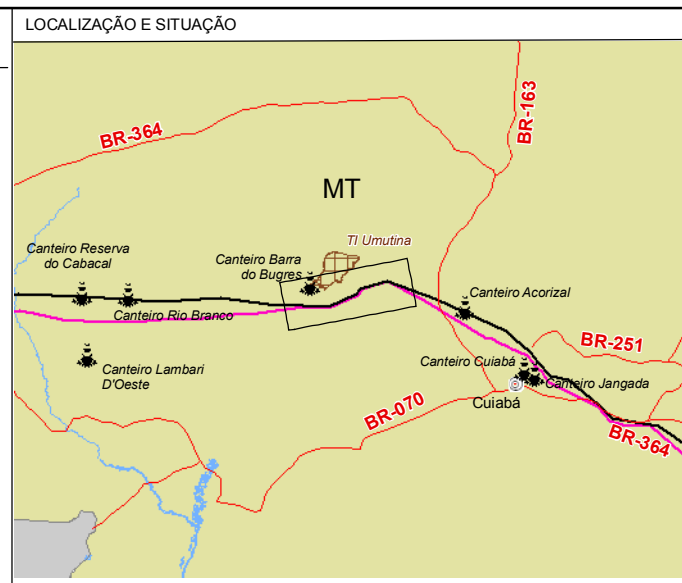 LOCALIZAÇÃO E SITUAÇÃO
BR-364
BR-163
MT
TI Umutina
Canteiro Reserva
do Cabacal
Canteiro Barra
do Bugres
Canteiro Rio Branco
Canteiro Acorizal
BR-251
Canteiro Lambari
D'Oeste
Canteiro Cuiabá
Canteiro Jangada
Cuiabá
BR-070
BR-364